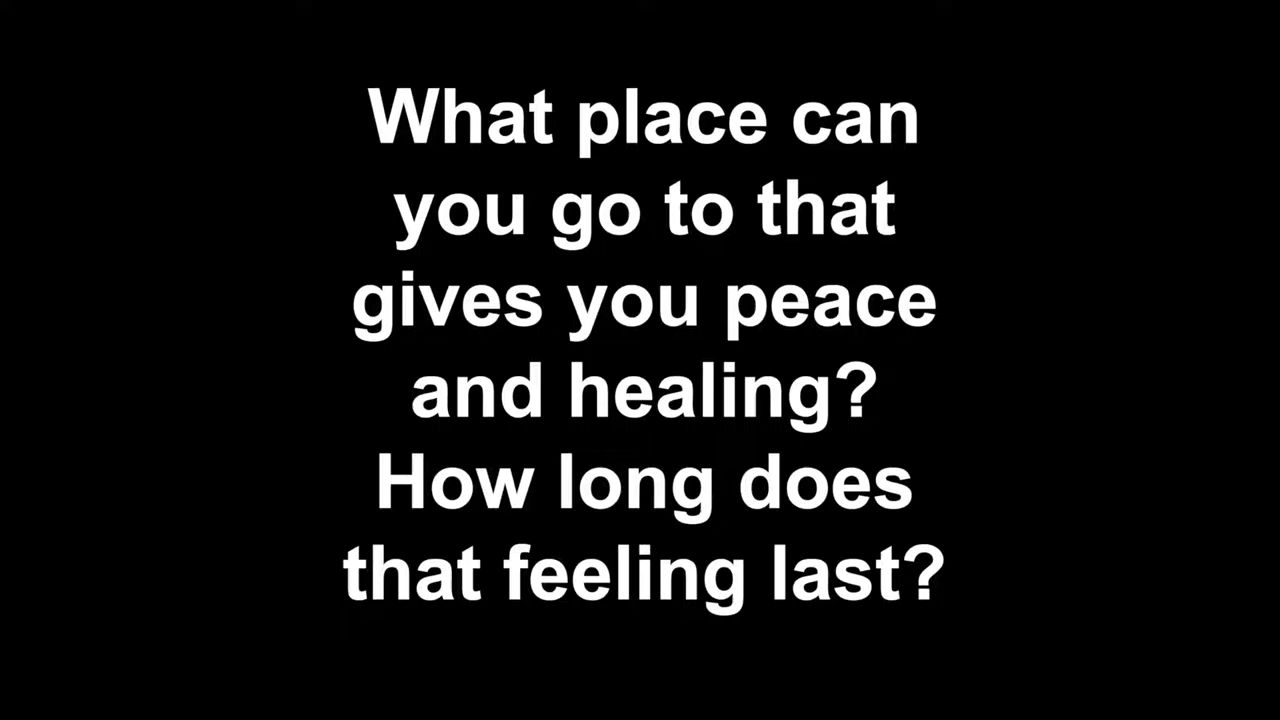 What place can
you go to that
gives you peace
and healing?
How long does
that feeling last?